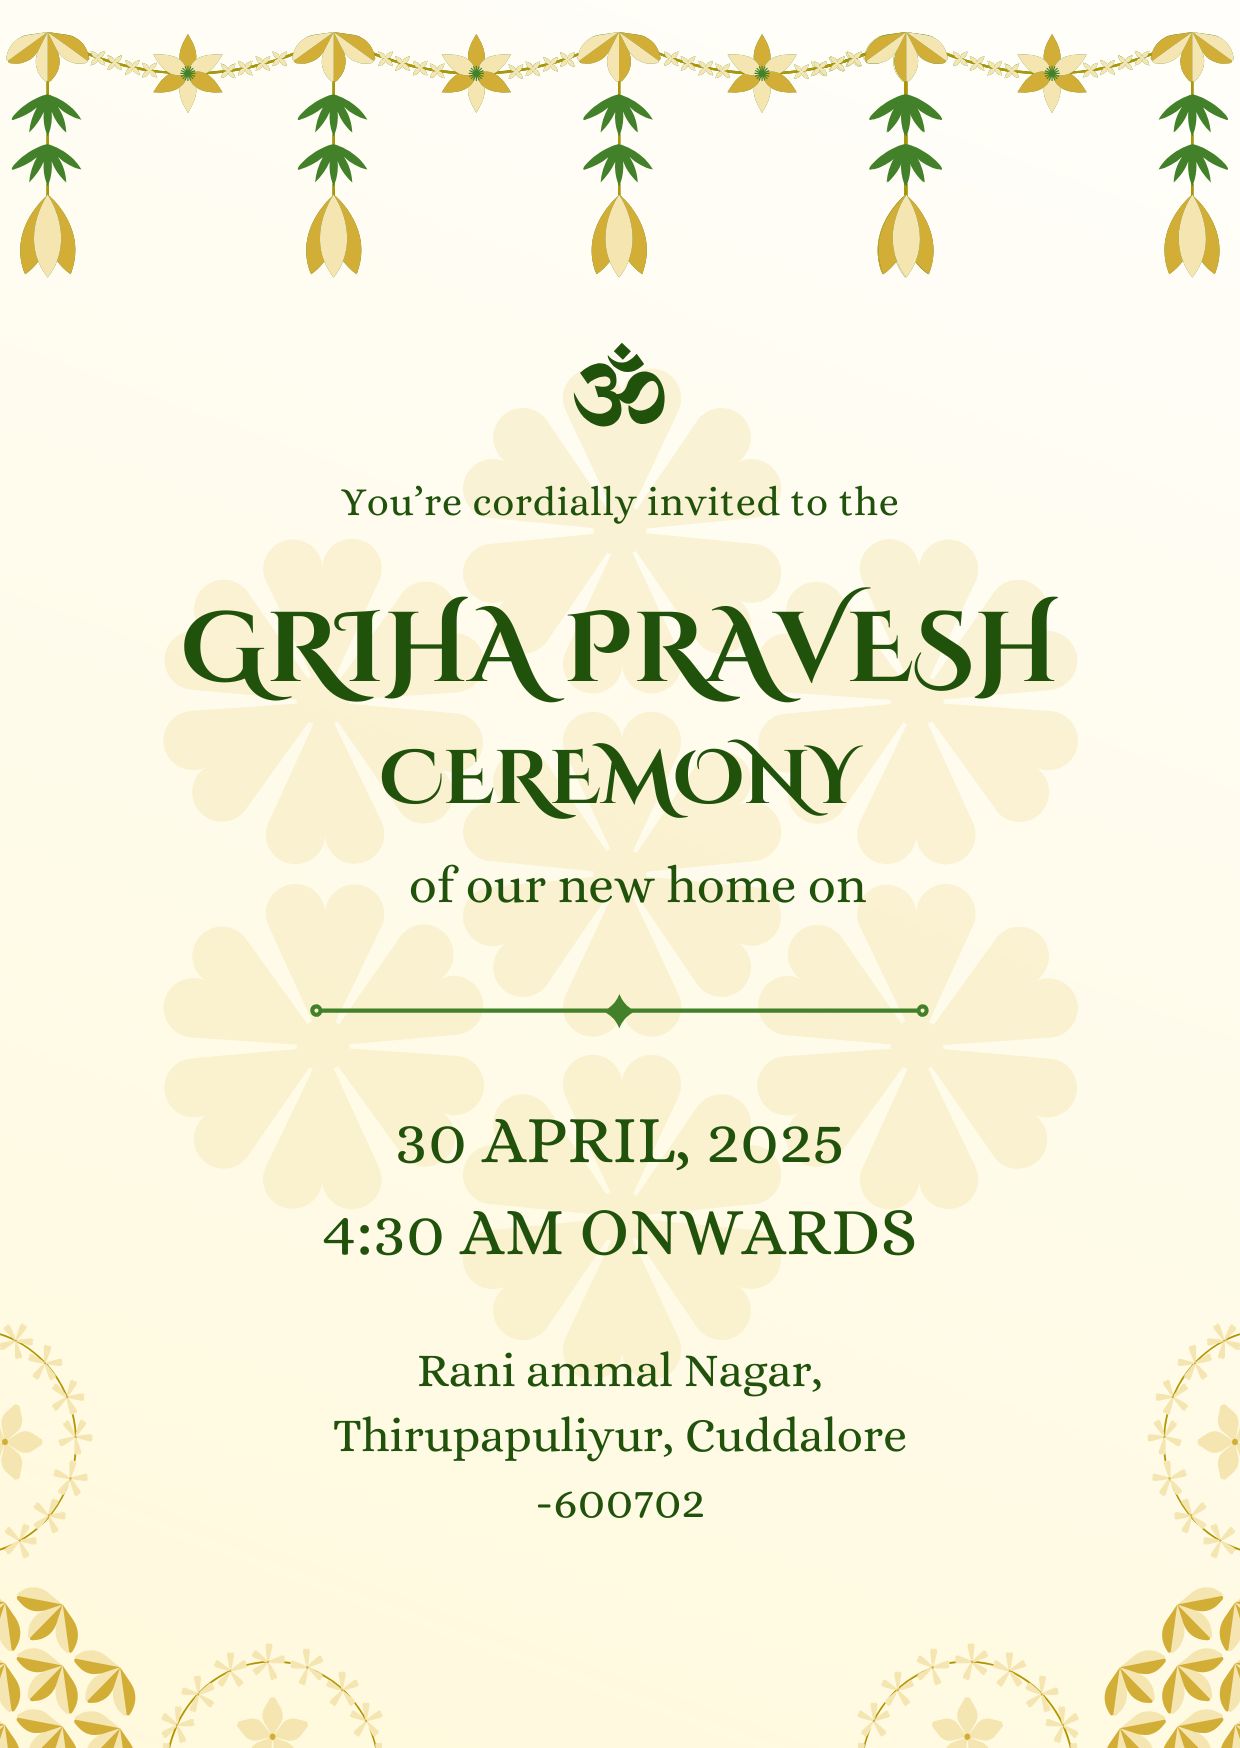 ॐ
You’re cordially invited to the
GRIHA PRAVESH
CEREMONY
of our new home on
30 APRIL, 2025
4:30 AM ONWARDS
Rani ammal Nagar,
Thirupapuliyur, Cuddalore
-600702